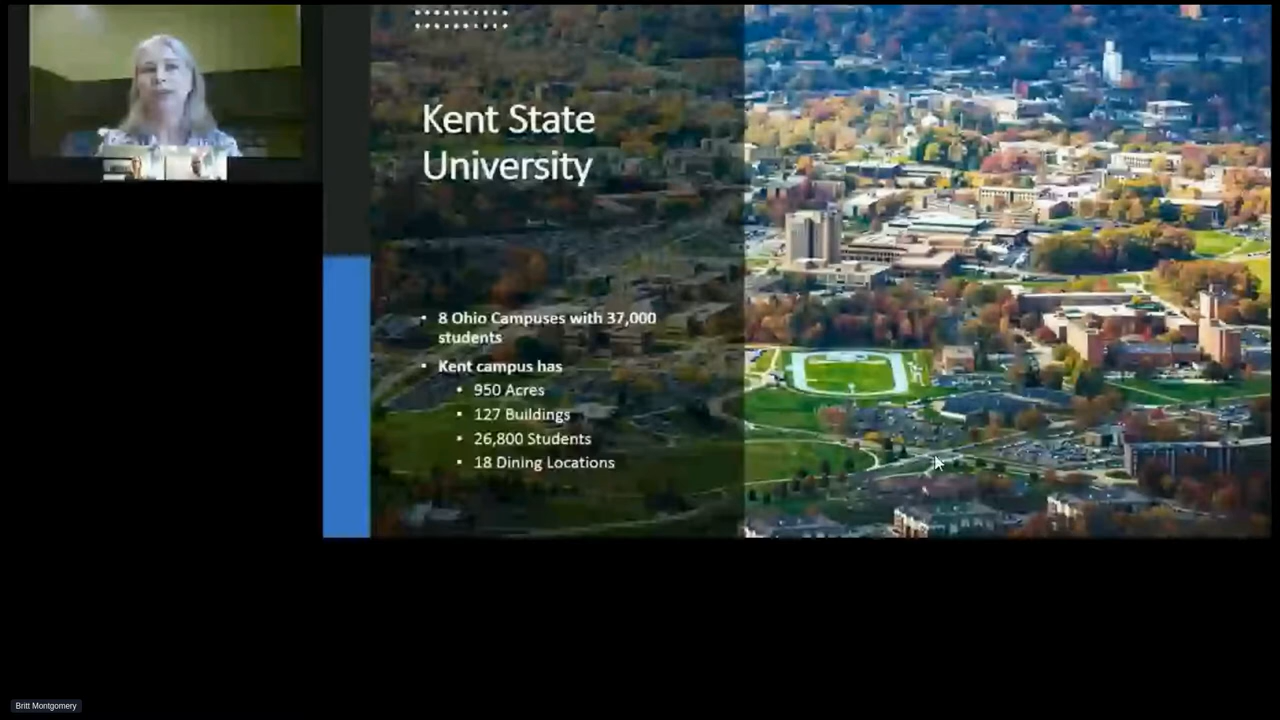 Kent State
University
• 8 Ohio Campuses with 37,000
students
• Kent campus has
▪ 950 Acres
▪ 127 Buildings
▪ 26,800 Students
▪ 18 Dining Locations
Britt Montgomery